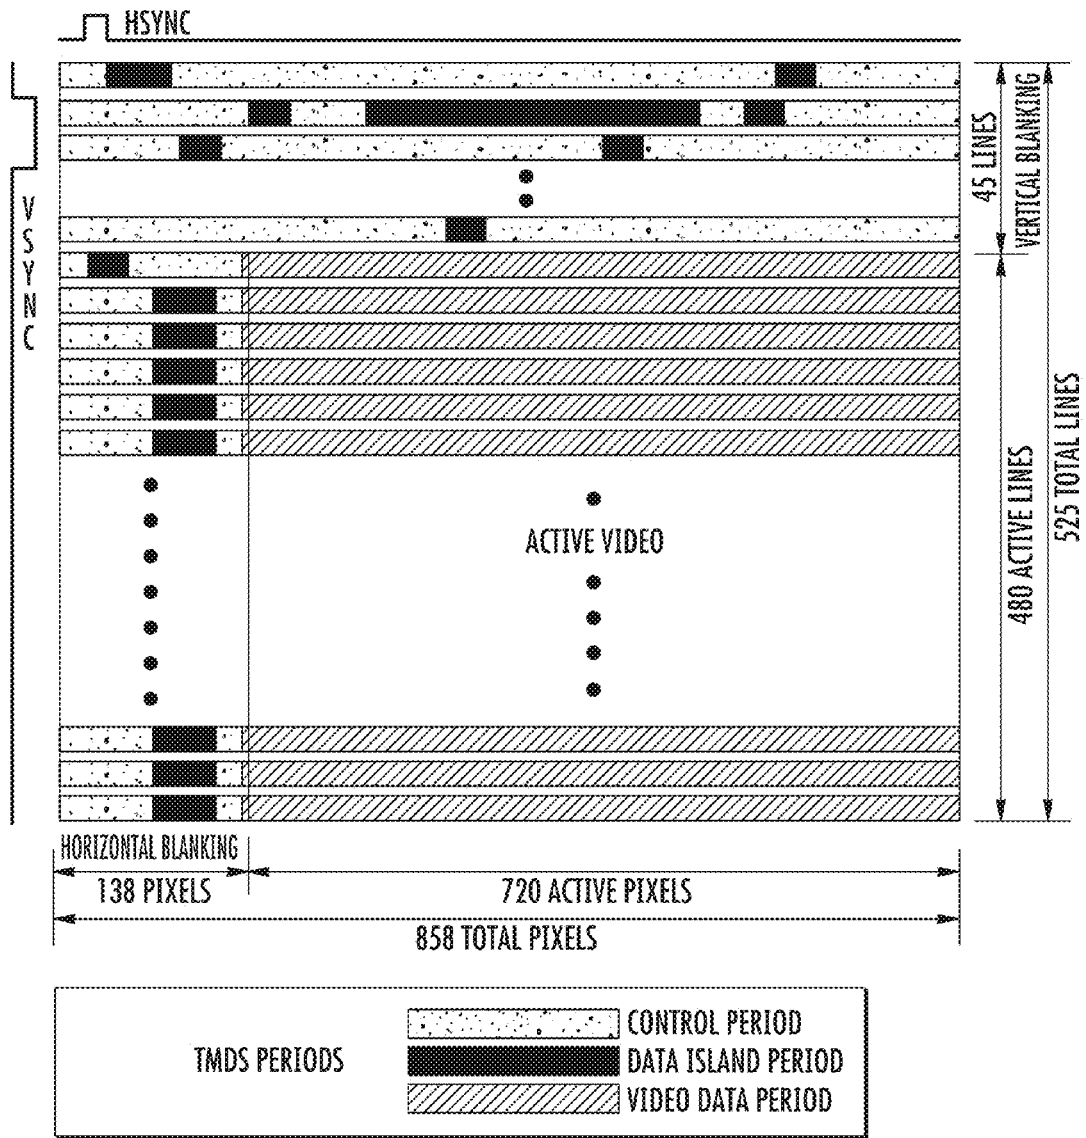 HSYNC
VSYNC
45 LINES
VERTICAL BLANKING
480 ACTIVE LINES
525 TOTAL LINES
ACTIVE VIDEO
HORIZONTAL BLANKING
138 PIXELS
720 ACTIVE PIXELS
858 TOTAL PIXELS
TMDS PERIODS
CONTROL PERIOD
DATA ISLAND PERIOD
VIDEO DATA PERIOD